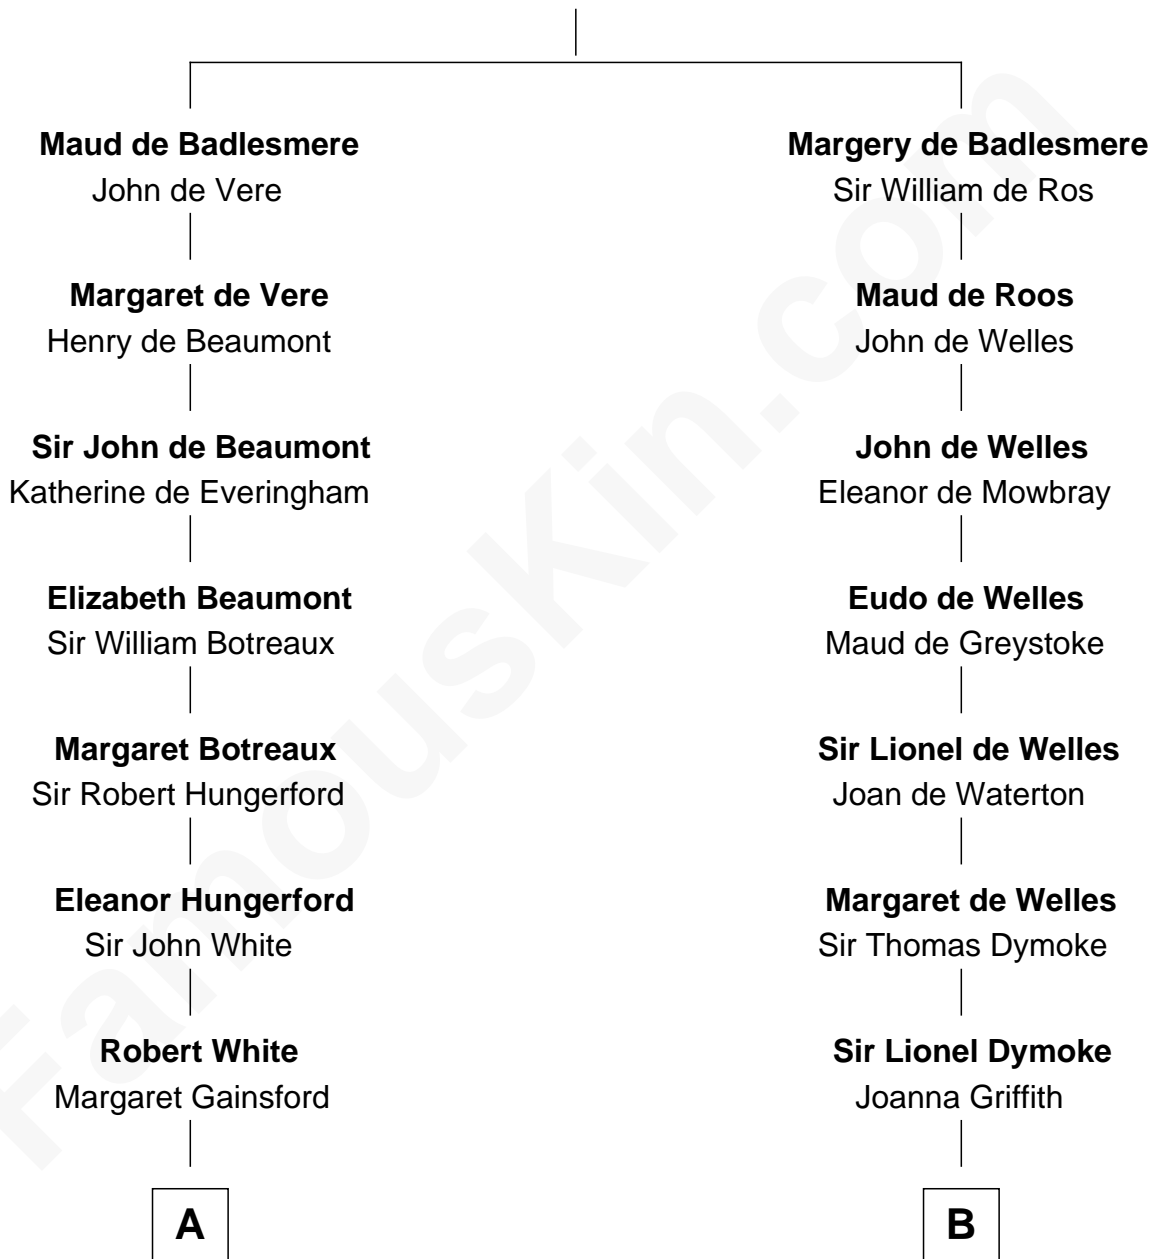 Maud de Badlesmere
John de Vere
Margaret de Vere
Henry de Beaumont
Sir John de Beaumont
Katherine de Everingham
Elizabeth Beaumont
Sir William Botreaux
Margaret Botreaux
Sir Robert Hungerford
Eleanor Hungerford
Sir John White
Robert White
Margaret Gainsford
A
Margery de Badlesmere
Sir William de Ros
Maud de Roos
John de Welles
John de Welles
Eleanor de Mowbray
Eudo de Welles
Maud de Greystoke
Sir Lionel de Welles
Joan de Waterton
Margaret de Welles
Sir Thomas Dymoke
Sir Lionel Dymoke
Joanna Griffith
B
FamousKin.com